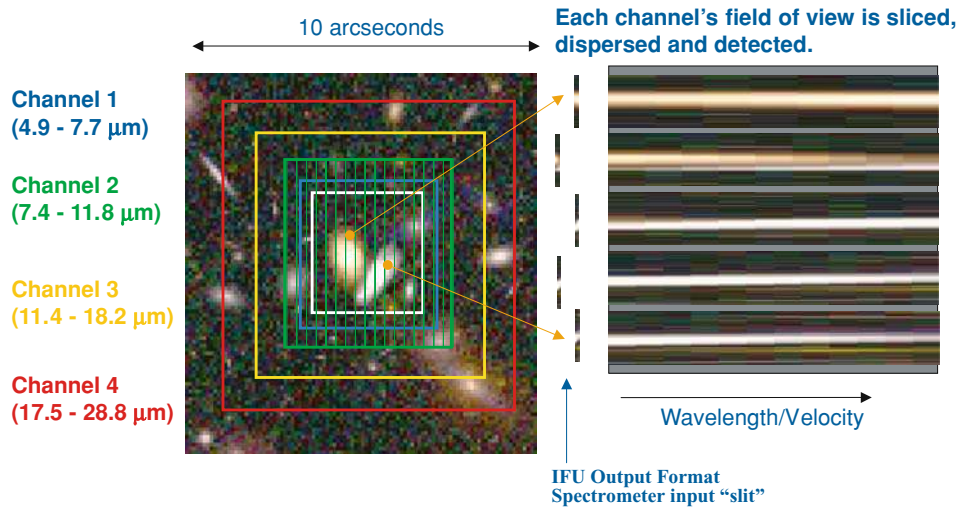 10 arcseconds
Each channel's field of view is sliced,
dispersed and detected.
Channel 1
(4.9 - 7.7 μm)
Channel 2
(7.4 - 11.8 μm)
Channel 3
(11.4 - 18.2 μm)
Channel 4
(17.5 - 28.8 μm)
Wavelength/Velocity
IFU Output Format
Spectrometer input “slit”